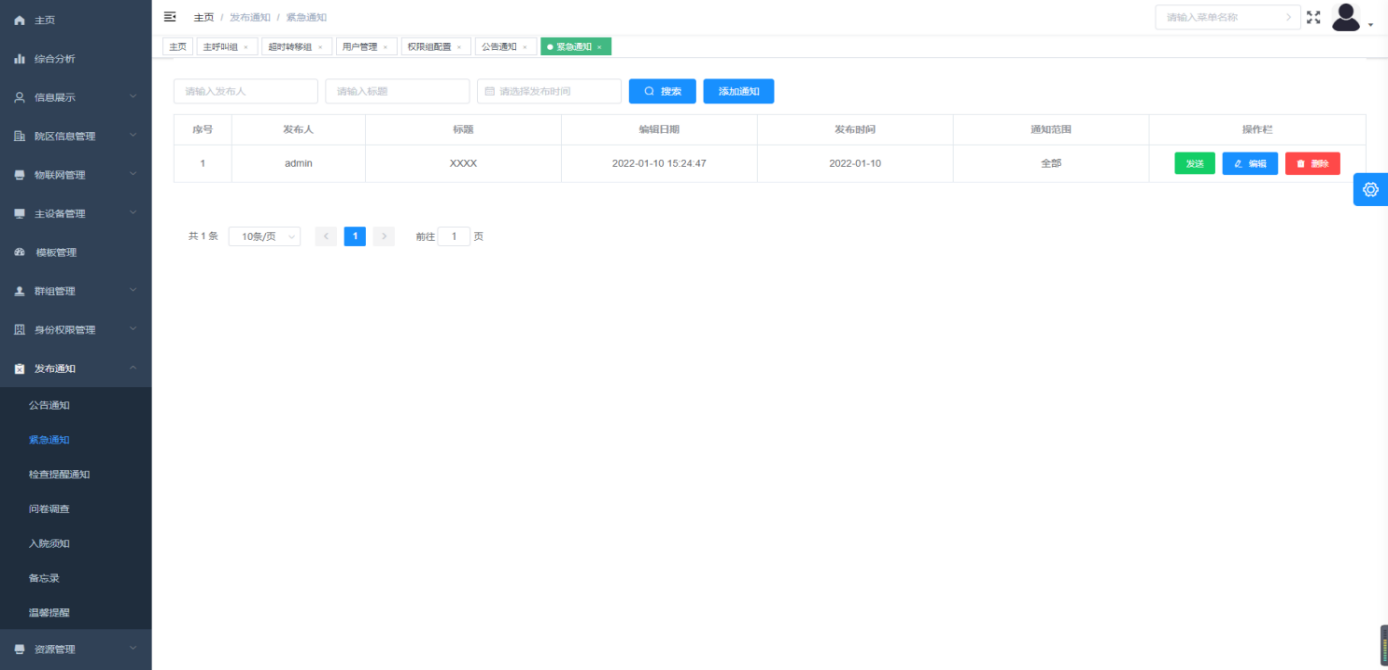 主页
综合分析
信息展示
院区信息管理
物联网管理
主设备管理
模板管理
群组管理
身份权限管理
发布通知
公告通知
紧急通知
检查提醒通知
问卷调查
入院须知
备忘录
温馨提醒
资源管理
主页 / 发布通知 / 紧急通知
请输入菜单名称
主页 主呼叫组 × 超时转移组 × 用户管理 × 权限组配置 × 公告通知 × 紧急通知 ×
请输入发布人 请输入标题 请选择发布时间 搜索 添加通知
序号 发布人 标题 编辑日期 发布时间 通知范围 操作栏
1 admin XXXX 2022-01-10 15:24:47 2022-01-10 全部 发送 编辑 删除
共 1 条 10条/页 < 1 > 前往 1 页